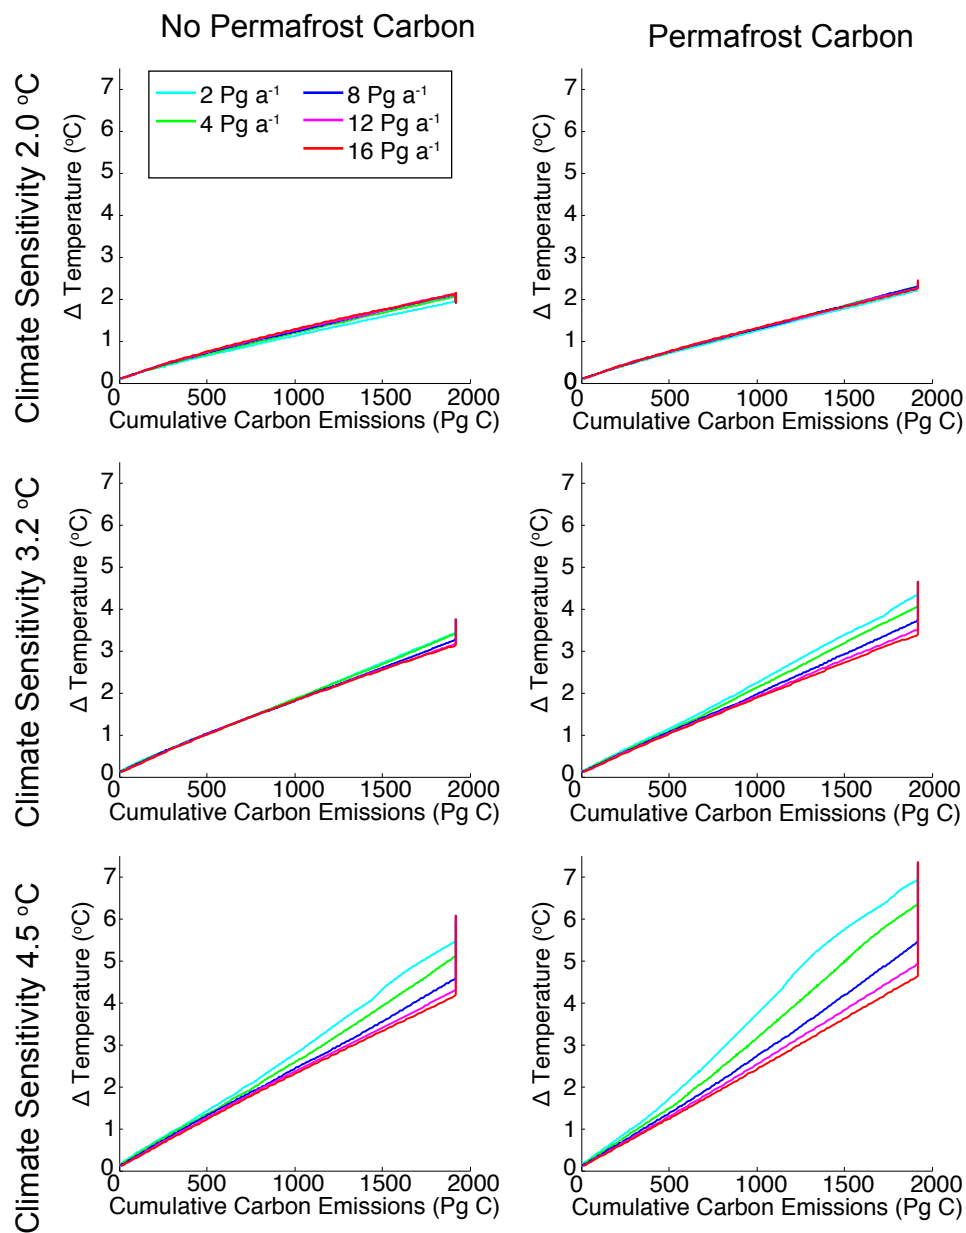 No Permafrost Carbon
Permafrost Carbon
Climate Sensitivity 2.0 °C
Δ Temperature (°C)
7
6
5
4
3
2
1
0
2 Pg a⁻¹
4 Pg a⁻¹
8 Pg a⁻¹
12 Pg a⁻¹
16 Pg a⁻¹
0 500 1000 1500 2000
Cumulative Carbon Emissions (Pg C)
Δ Temperature (°C)
7
6
5
4
3
2
1
0
0 500 1000 1500 2000
Cumulative Carbon Emissions (Pg C)
Climate Sensitivity 3.2 °C
Δ Temperature (°C)
7
6
5
4
3
2
1
0
0 500 1000 1500 2000
Cumulative Carbon Emissions (Pg C)
Δ Temperature (°C)
7
6
5
4
3
2
1
0
0 500 1000 1500 2000
Cumulative Carbon Emissions (Pg C)
Climate Sensitivity 4.5 °C
Δ Temperature (°C)
7
6
5
4
3
2
1
0
0 500 1000 1500 2000
Cumulative Carbon Emissions (Pg C)
Δ Temperature (°C)
7
6
5
4
3
2
1
0
0 500 1000 1500 2000
Cumulative Carbon Emissions (Pg C)